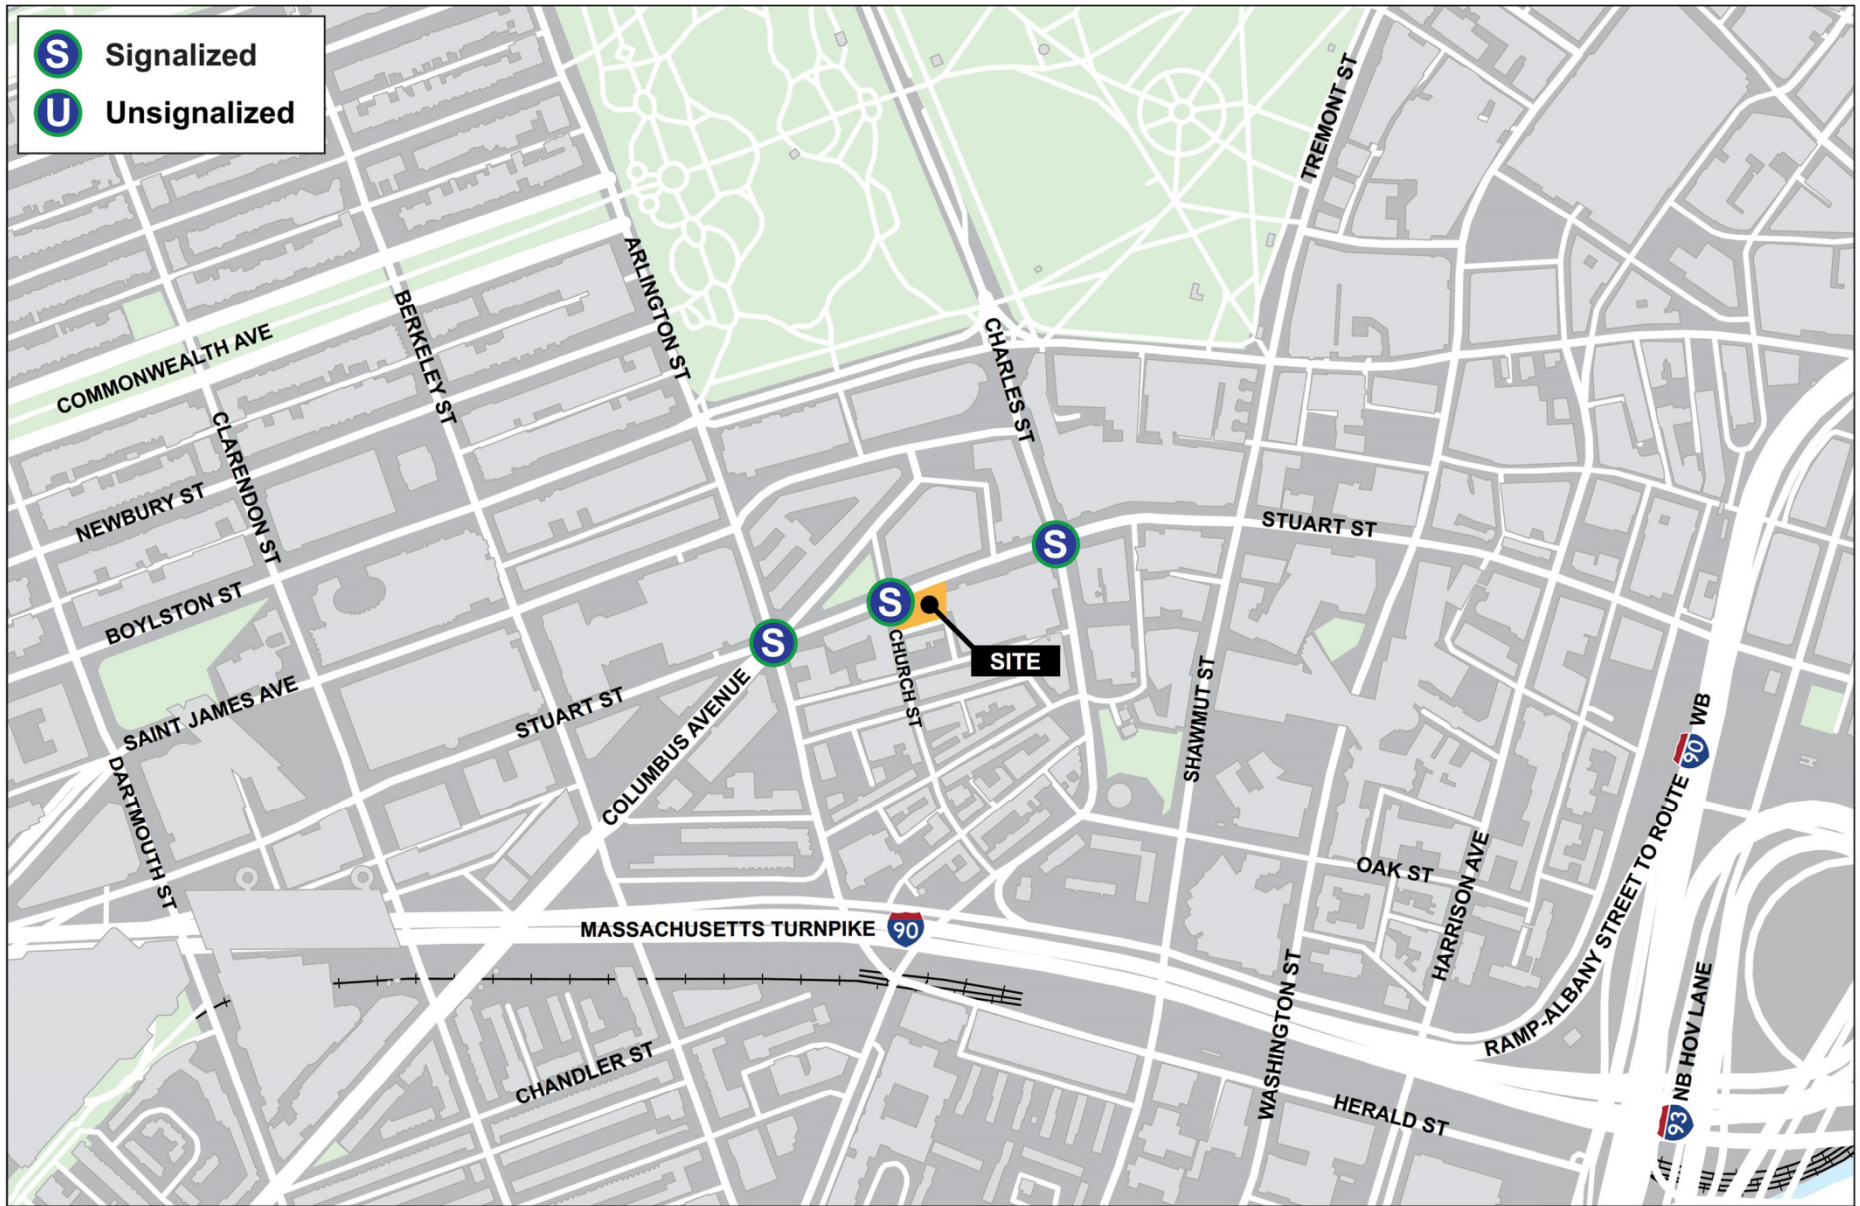 S Signalized
U Unsignalized
TREMONT ST
ARLINGTON ST
BERKELEY ST
COMMONWEALTH AVE
CHARLES ST
CLARENDON ST
NEWBURY ST
STUART ST
S
BOYLSTON ST
S
S
CHURCH ST
SITE
SAINT JAMES AVE
STUART ST
COLUMBUS AVENUE
SHAWMUT ST
DARTMOUTH ST
RAMP-ALBANY STREET TO ROUTE 90 WB
OAK ST
HARRISON AVE
MASSACHUSETTS TURNPIKE 90
WASHINGTON ST
CHANDLER ST
HERALD ST
93 NB HOV LANE